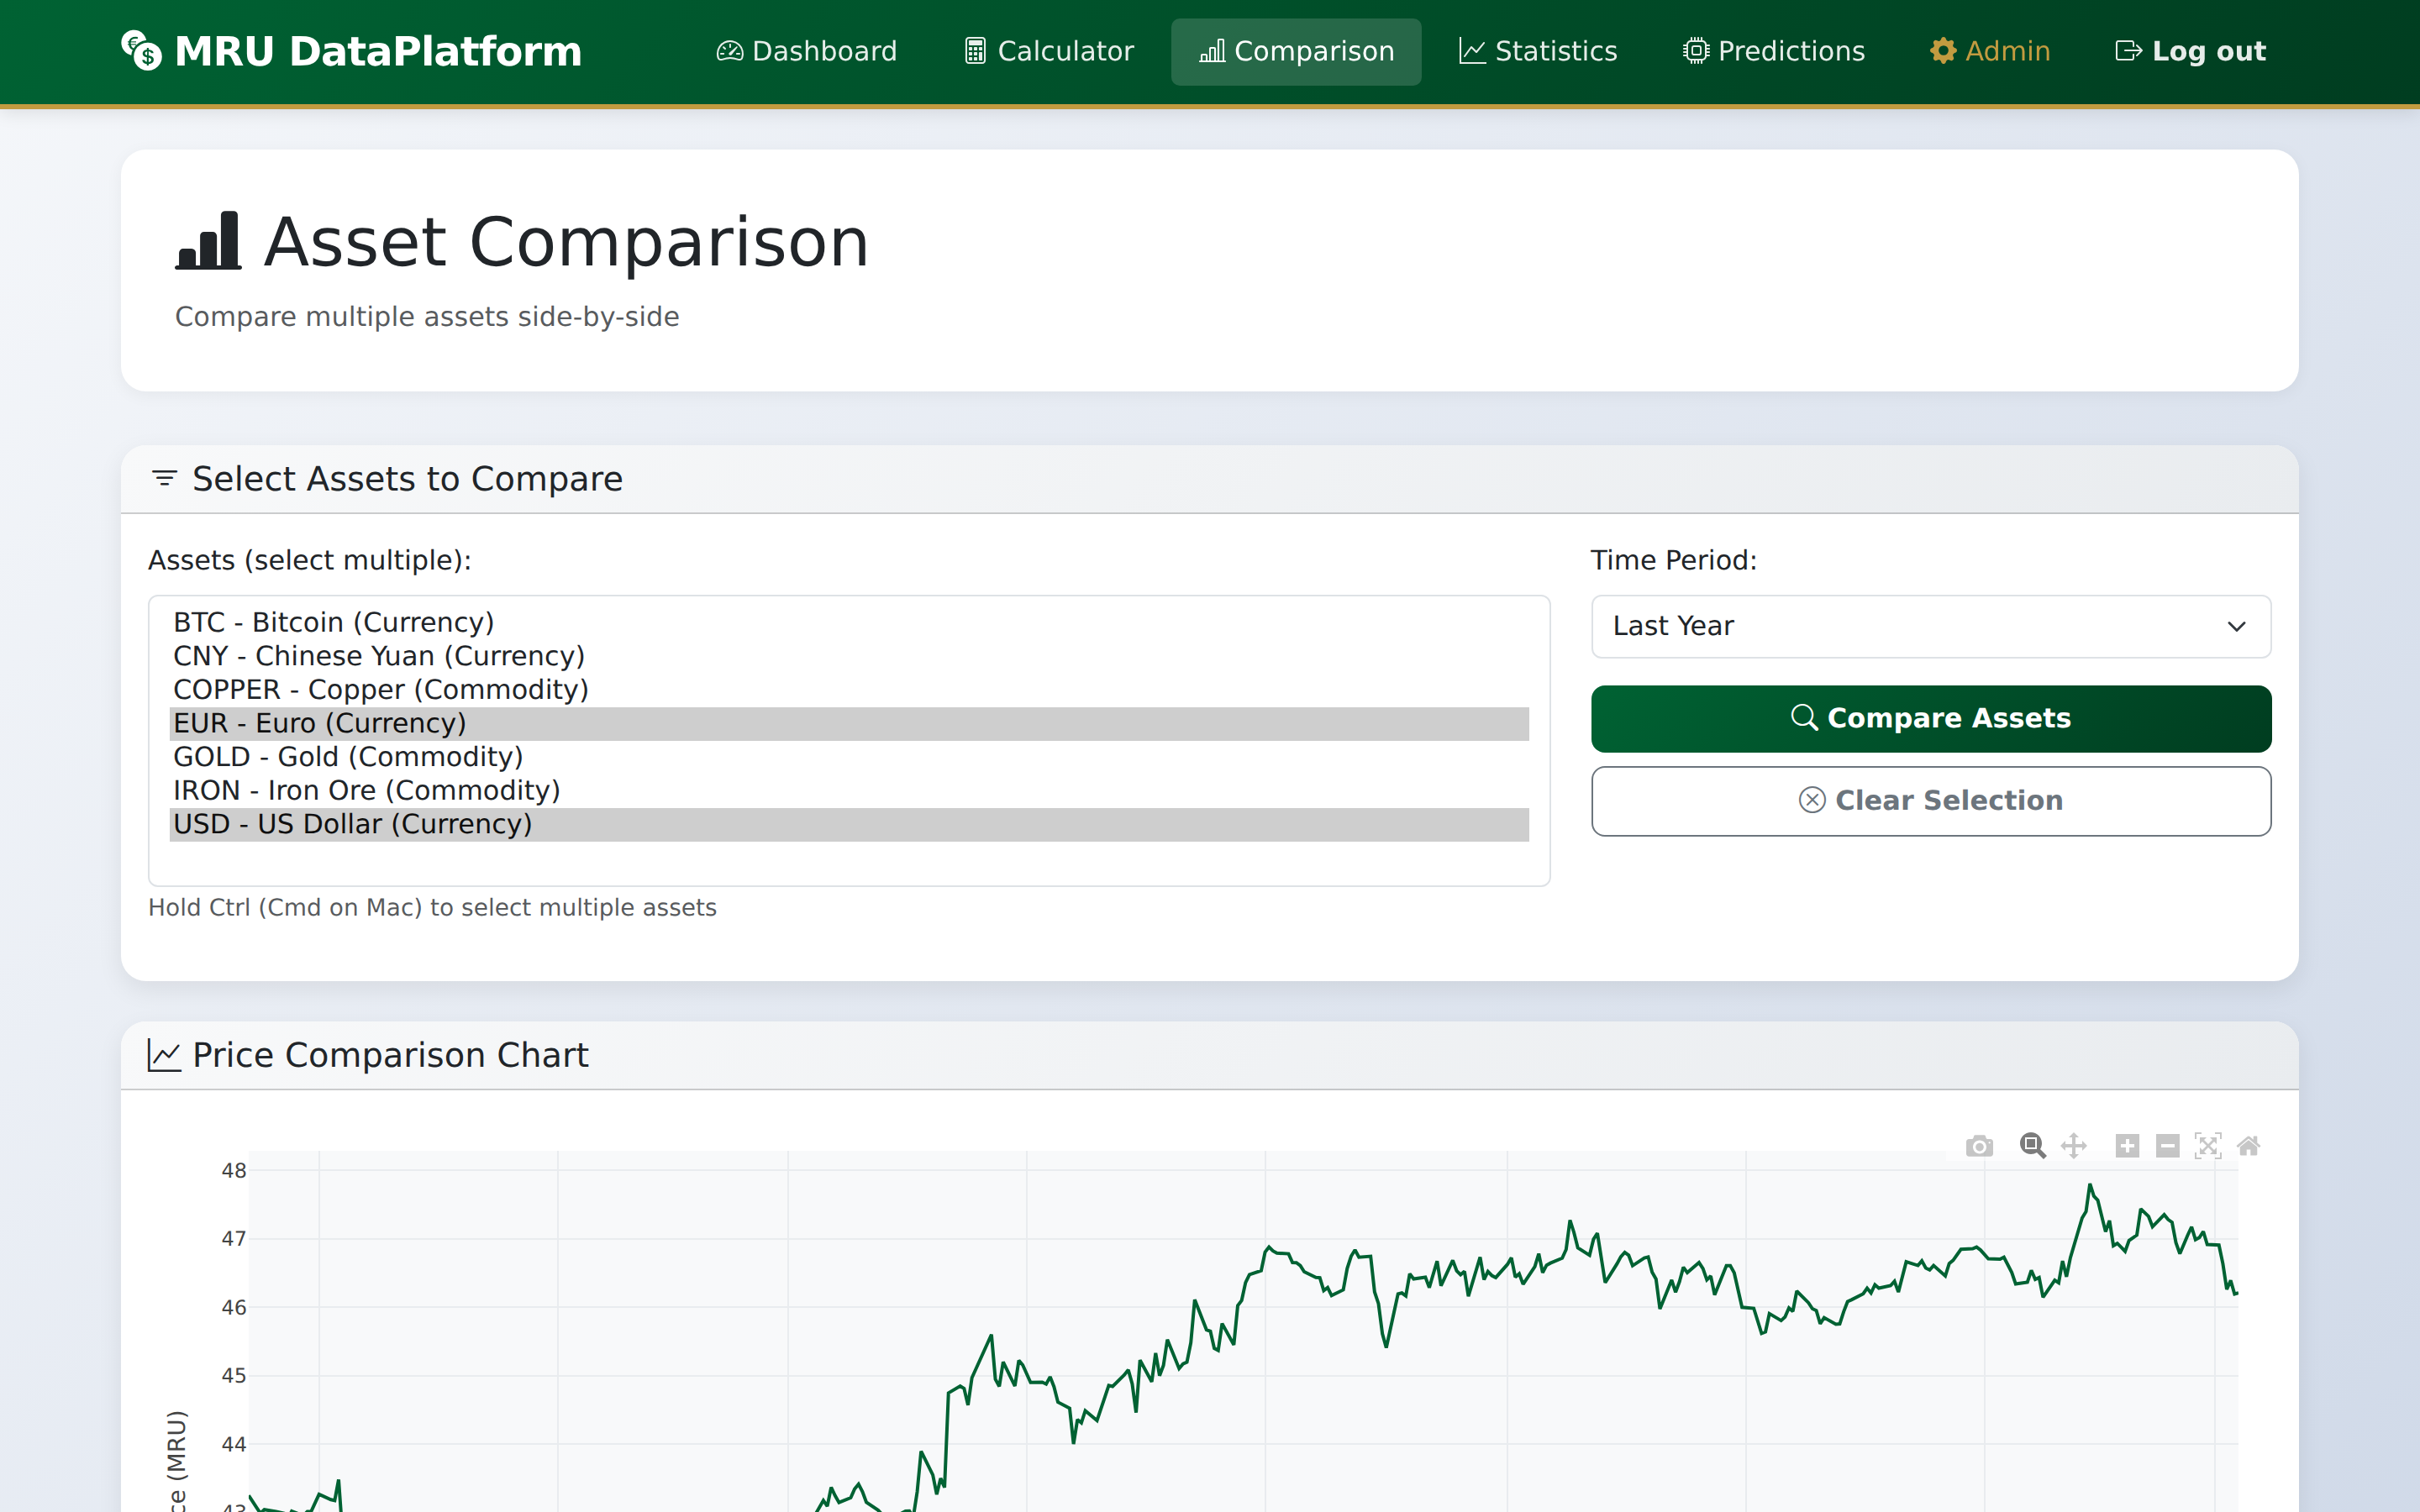 MRU DataPlatform
Dashboard
Calculator
Comparison
Statistics
Predictions
Admin
Log out
Asset Comparison
Compare multiple assets side-by-side
Select Assets to Compare
Assets (select multiple):
BTC - Bitcoin (Currency)
CNY - Chinese Yuan (Currency)
COPPER - Copper (Commodity)
EUR - Euro (Currency)
GOLD - Gold (Commodity)
IRON - Iron Ore (Commodity)
USD - US Dollar (Currency)
Hold Ctrl (Cmd on Mac) to select multiple assets
Time Period:
Last Year
Compare Assets
Clear Selection
Price Comparison Chart
48
47
46
45
44
43
ce (MRU)